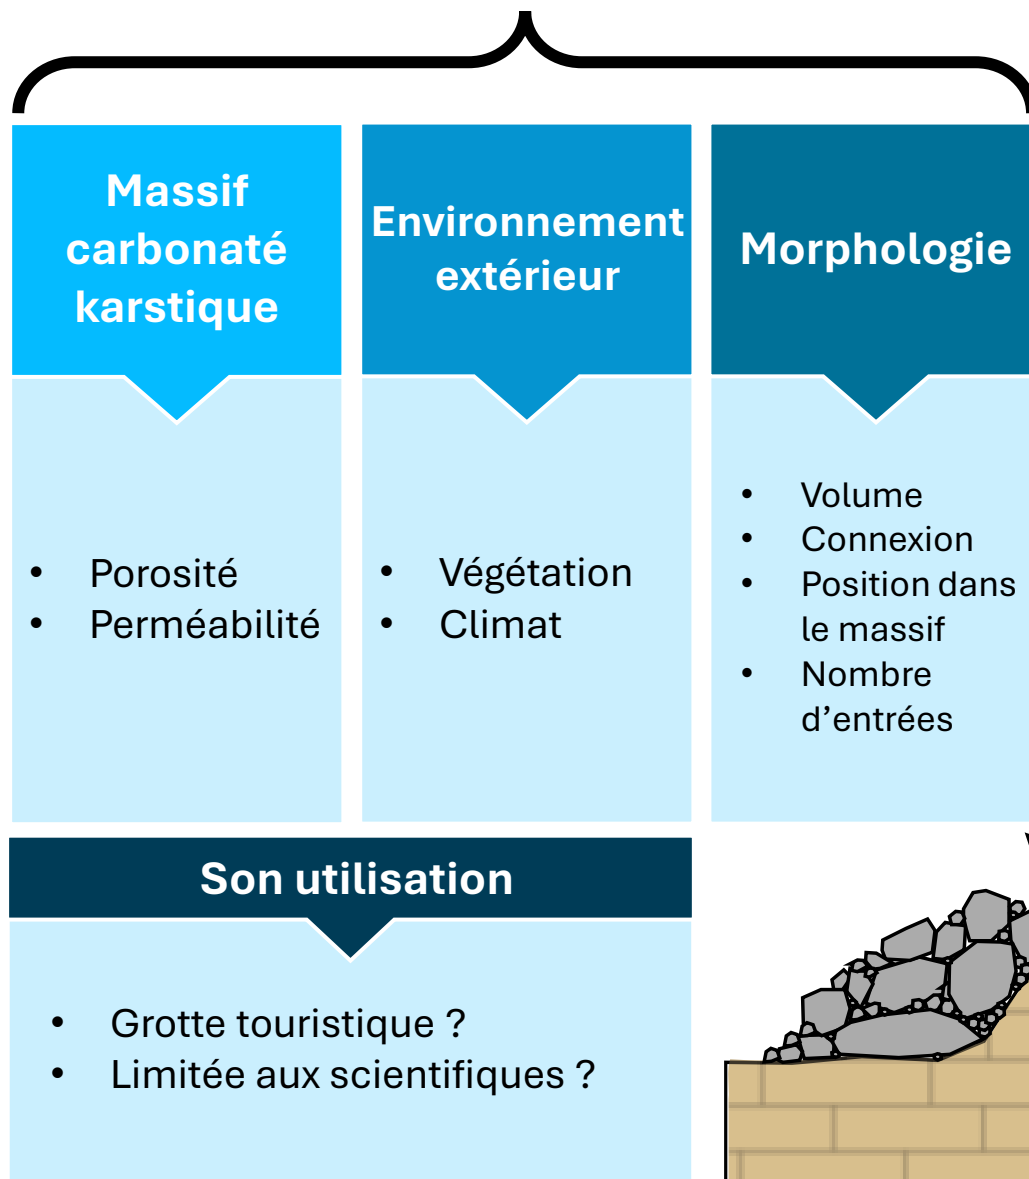 Massif
carbonaté
karstique
Environnement
extérieur
Morphologie
• Porosité
• Perméabilité
• Végétation
• Climat
• Volume
• Connexion
• Position dans
le massif
• Nombre
d’entrées
Son utilisation
• Grotte touristique ?
• Limitée aux scientifiques ?